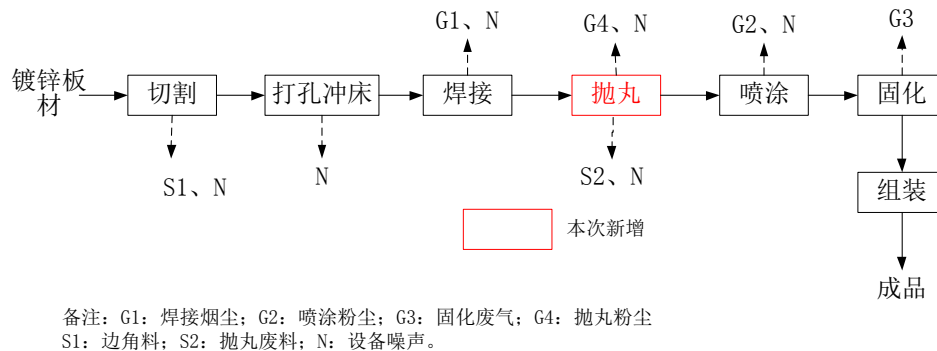 G1、N
G4、N
G2、N
G3
镀锌板
材
切割
打孔冲床
焊接
抛丸
喷涂
固化
S1、N
N
S2、N
组装
本次新增
成品
备注：G1：焊接烟尘；G2：喷涂粉尘；G3：固化废气；G4：抛丸粉尘
S1：边角料；S2：抛丸废料；N：设备噪声。